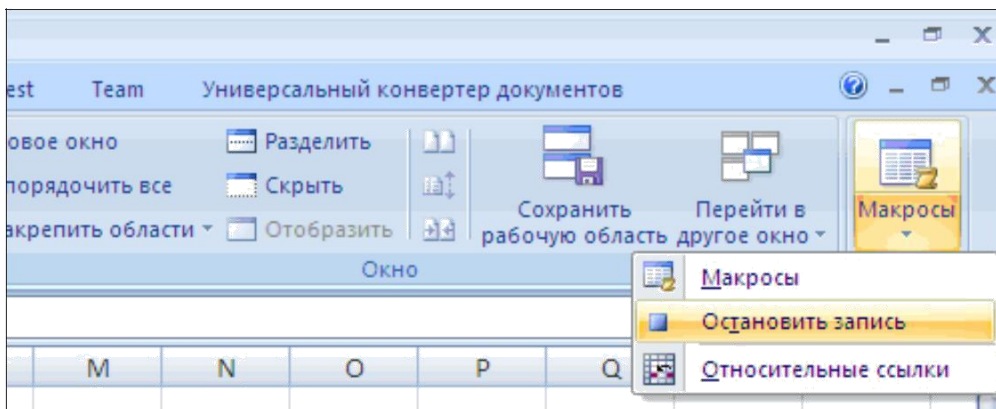 est Team Универсальный конвертер документов
овое окно Разделить
порядочить все Скрыть Сохранить Перейти в Макросы
акрепить области Отобразить рабочую область другое окно
Окно
Макросы
Остановить запись
M N O P Q Относительные ссылки